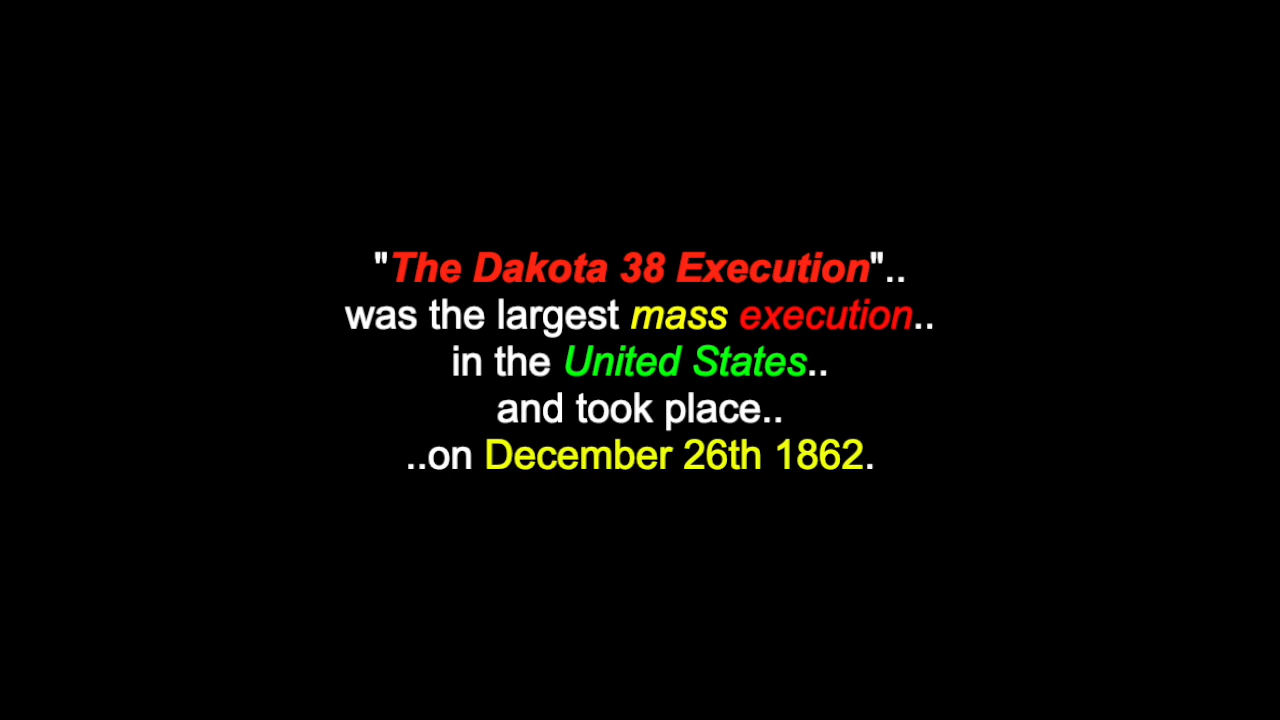 "The Dakota 38 Execution"..
was the largest mass execution..
in the United States..
and took place..
..on December 26th 1862.